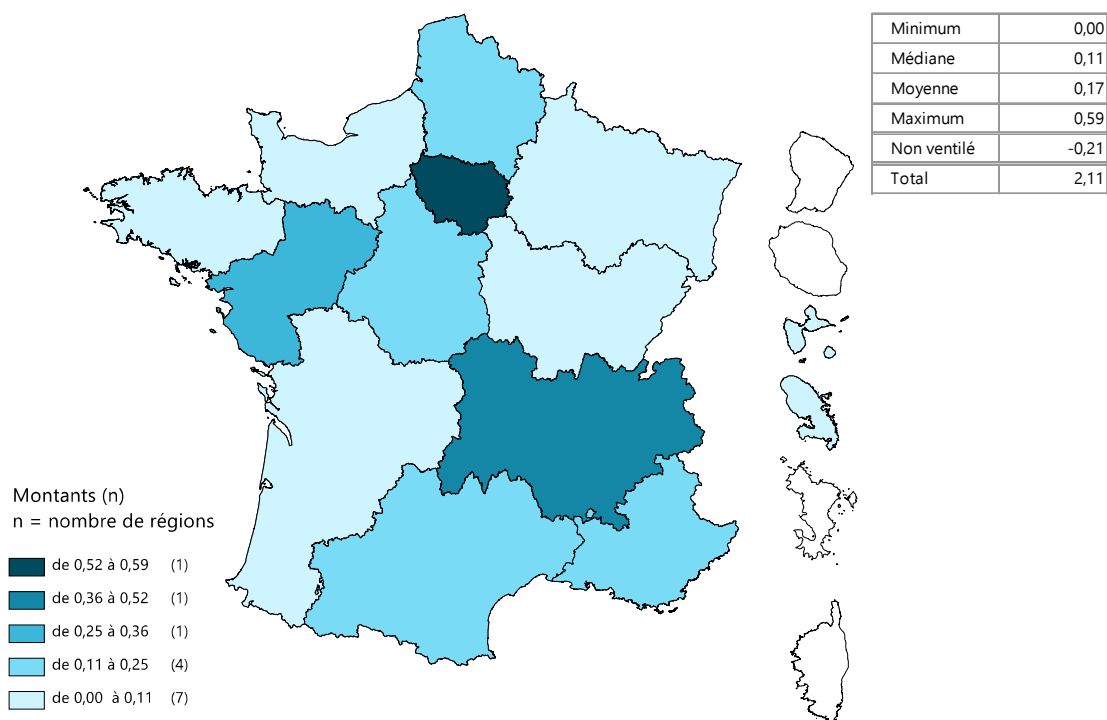 Minimum 0,00
Médiane 0,11
Moyenne 0,17
Maximum 0,59
Non ventilé -0,21
Total 2,11
Montants (n)
n = nombre de régions
de 0,52 à 0,59 (1)
de 0,36 à 0,52 (1)
de 0,25 à 0,36 (1)
de 0,11 à 0,25 (4)
de 0,00 à 0,11 (7)